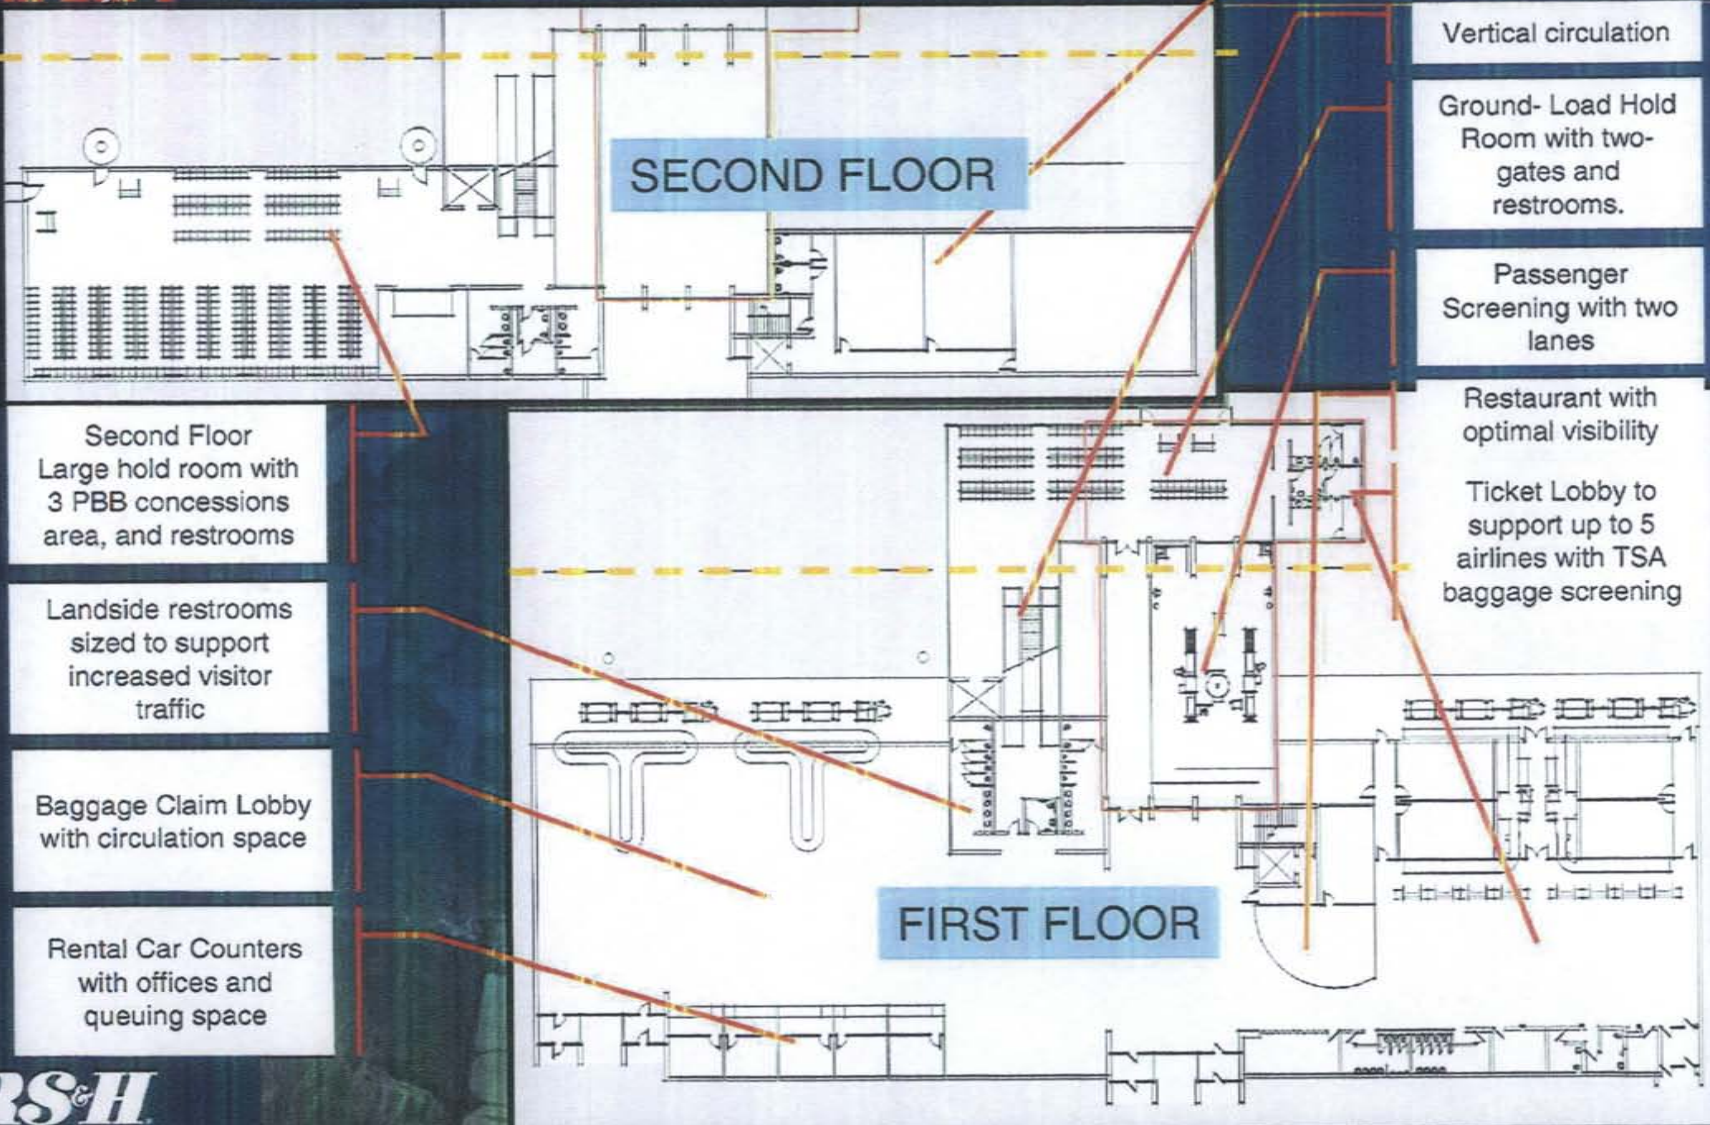 Vertical circulation
Ground- Load Hold
Room with two-
gates and
restrooms.
SECOND FLOOR
Passenger
Screening with two
lanes
Restaurant with
optimal visibility
Ticket Lobby to
support up to 5
airlines with TSA
baggage screening
Second Floor
Large hold room with
3 PBB concessions
area, and restrooms
Landside restrooms
sized to support
increased visitor
traffic
Baggage Claim Lobby
with circulation space
FIRST FLOOR
Rental Car Counters
with offices and
queuing space
RS&H